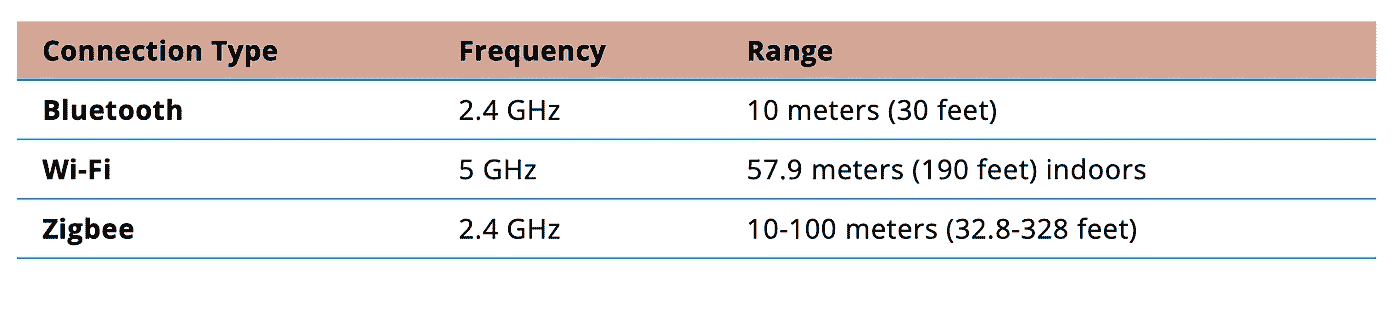 Connection Type Frequency Range
Bluetooth 2.4 GHz 10 meters (30 feet)
Wi-Fi 5 GHz 57.9 meters (190 feet) indoors
Zigbee 2.4 GHz 10-100 meters (32.8-328 feet)